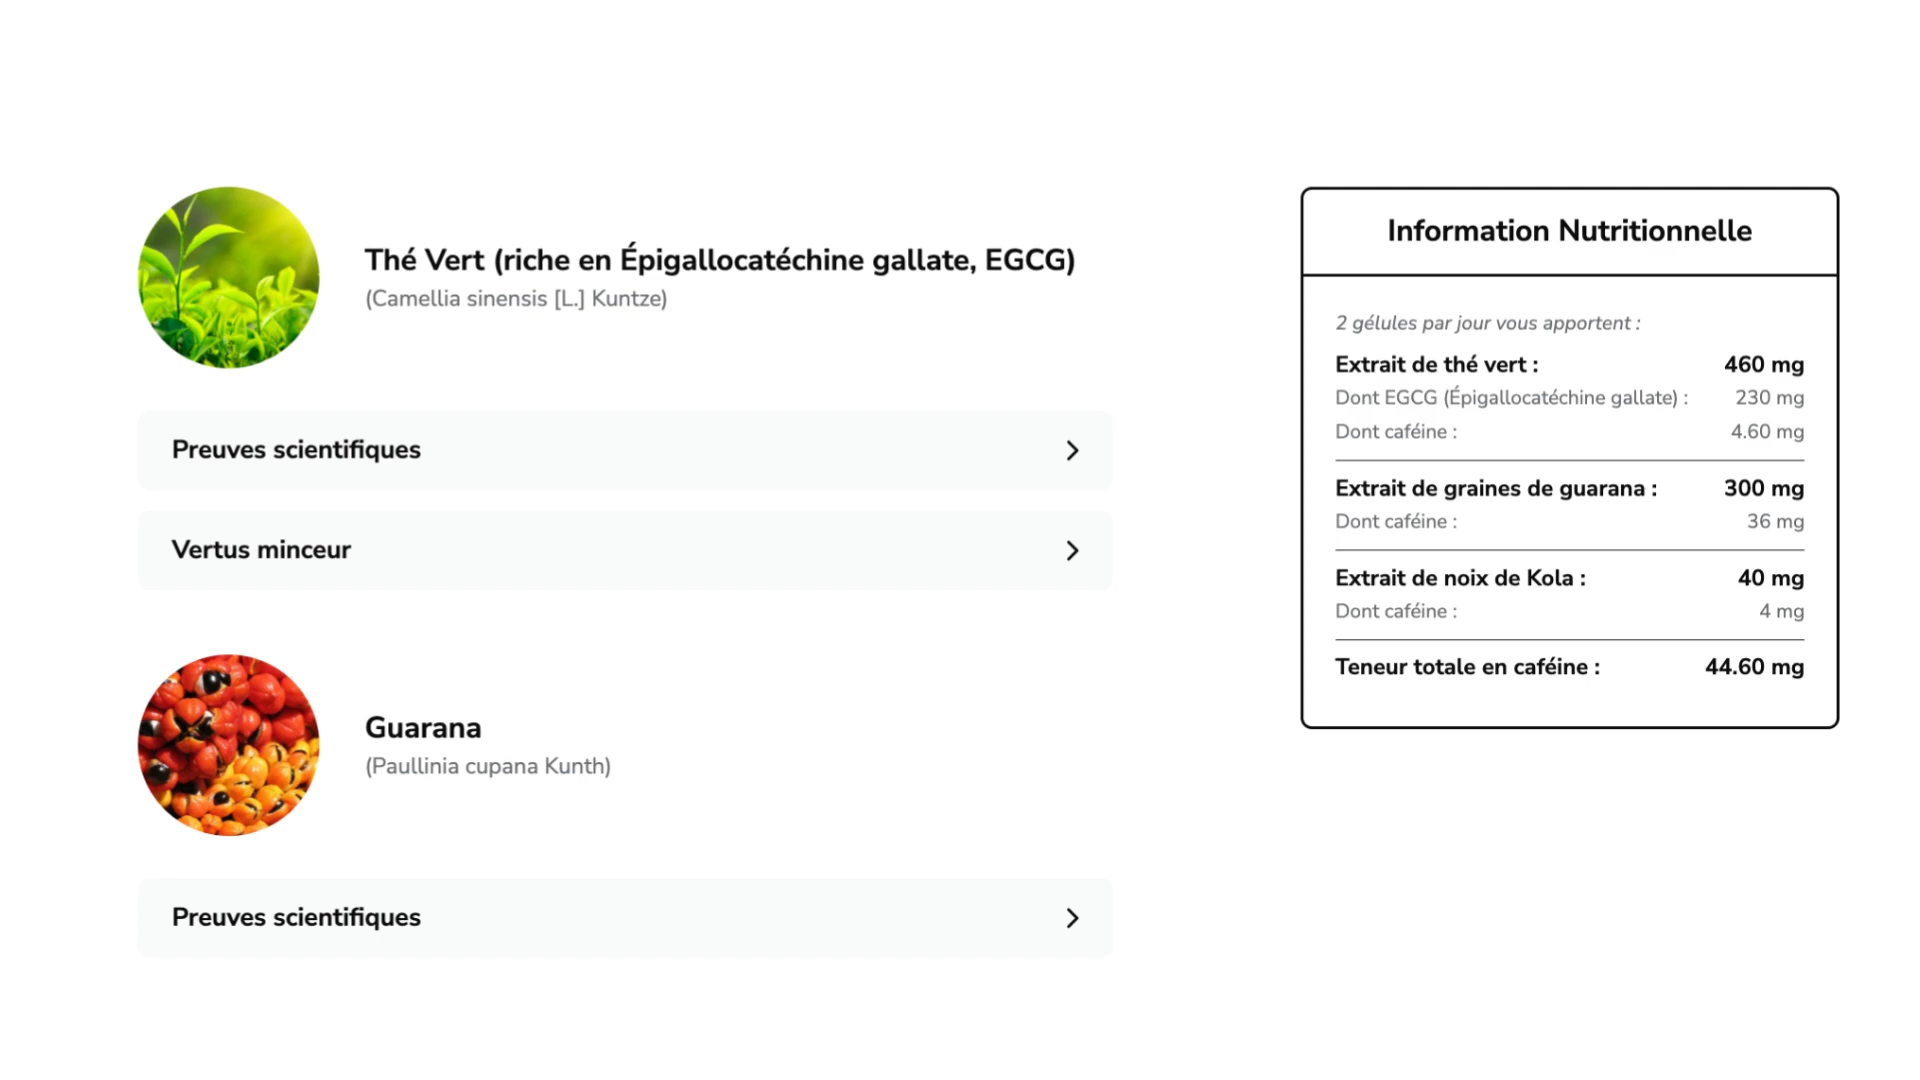 Thé Vert (riche en Épigallocatéchine gallate, EGCG)
(Camellia sinensis [L.] Kuntze)
Preuves scientifiques
Vertus minceur
Guarana
(Paullinia cupana Kunth)
Preuves scientifiques
Information Nutritionnelle
2 gélules par jour vous apportent :
Extrait de thé vert : 460 mg
Dont EGCG (Épigallocatéchine gallate) : 230 mg
Dont caféine : 4.60 mg
Extrait de graines de guarana : 300 mg
Dont caféine : 36 mg
Extrait de noix de Kola : 40 mg
Dont caféine : 4 mg
Teneur totale en caféine : 44.60 mg